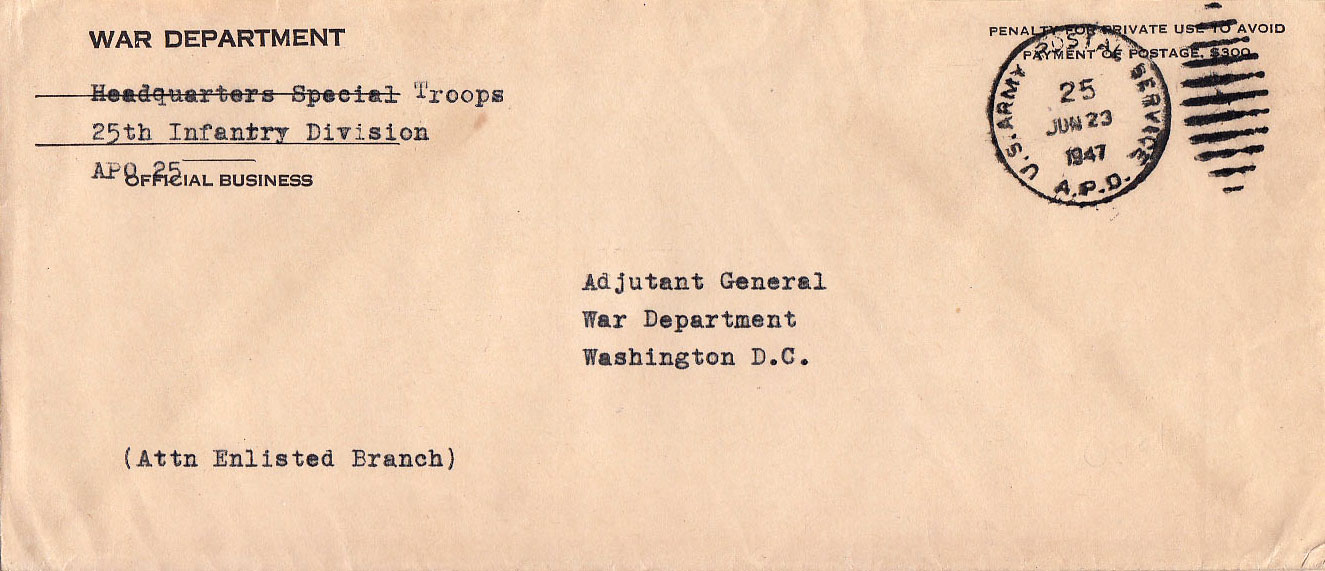 WAR DEPARTMENT
Headquarters Special Troops
25th Infantry Division
APO 25
OFFICIAL BUSINESS
PENALTY FOR PRIVATE USE TO AVOID
PAYMENT OF POSTAGE, $300
U.S. ARMY POSTAL SERVICE
25
JUN 23
1947
A.P.O.
Adjutant General
War Department
Washington D.C.
(Attn Enlisted Branch)